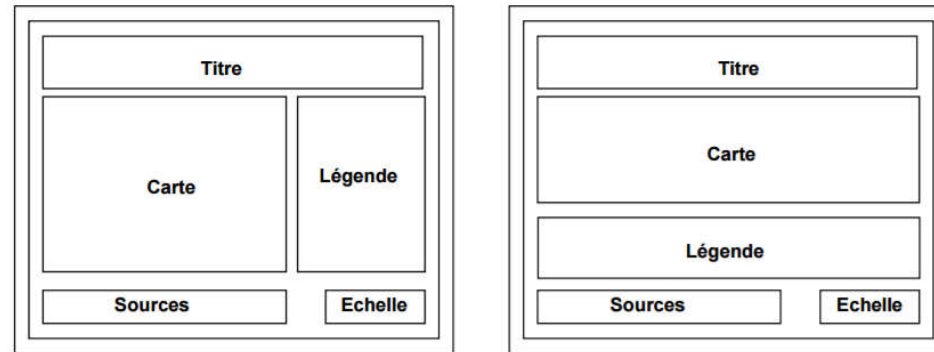 Titre
Carte
Légende
Sources
Echelle
Titre
Carte
Légende
Sources
Echelle